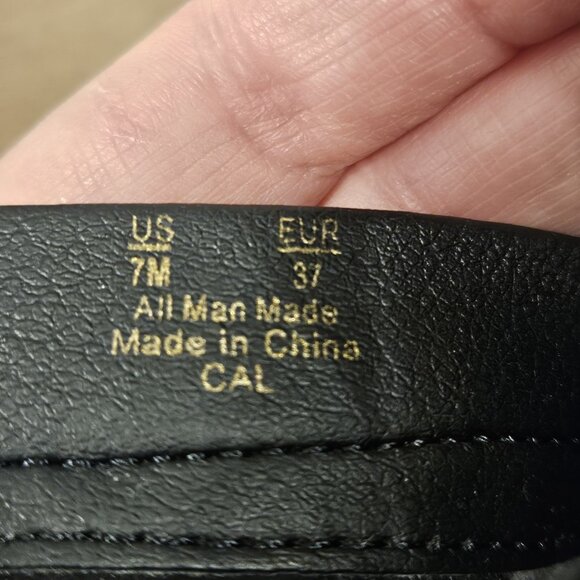 US EUR
7M 37
All Man Made
Made in China
CAL